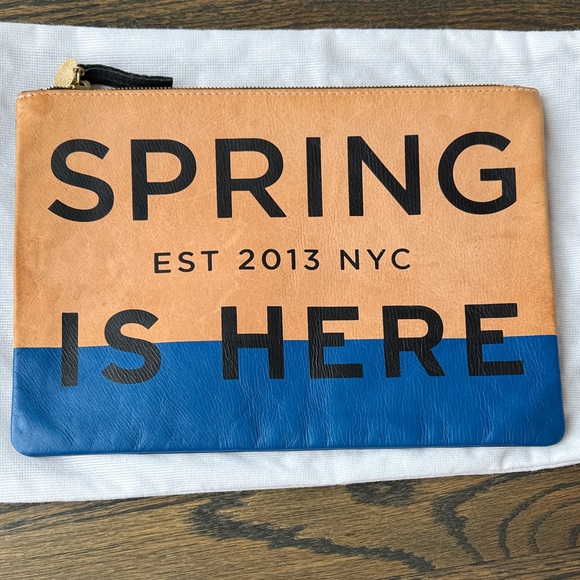 SPRING
EST 2013 NYC
IS HERE